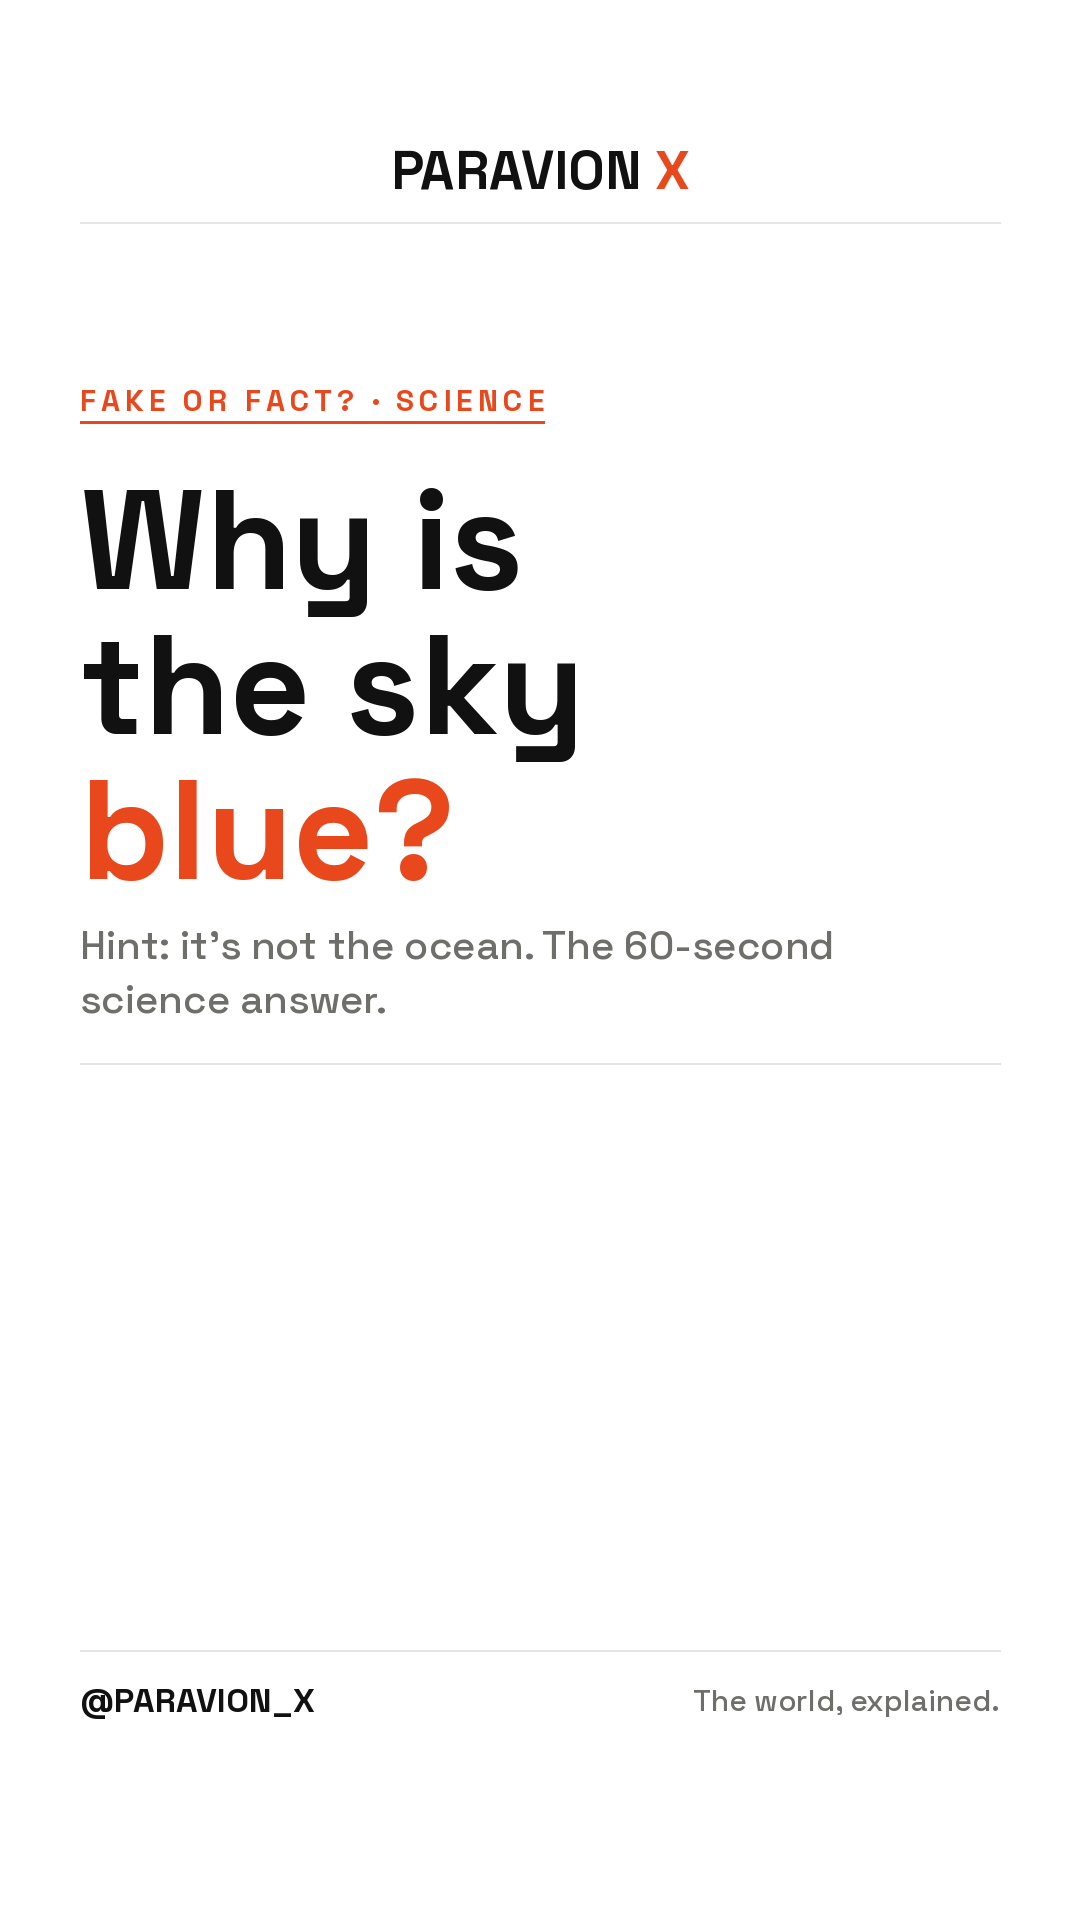 PARAVION X
FAKE OR FACT? · SCIENCE
Why is
the sky
blue?
Hint: it’s not the ocean. The 60-second
science answer.
@PARAVION_X
The world, explained.